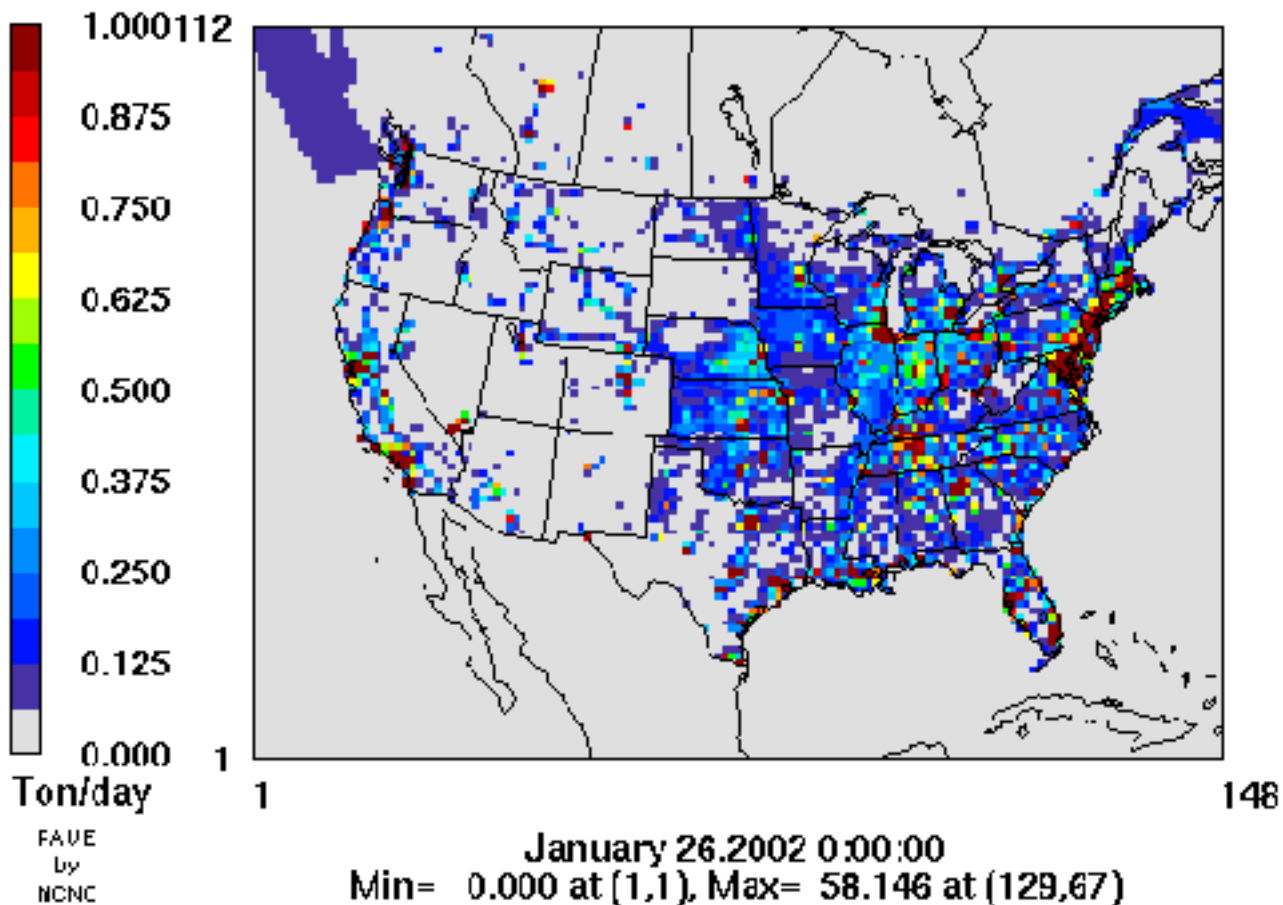 1.000
0.875
0.750
0.625
0.500
0.375
0.250
0.125
0.000
Ton/day
PAVE
by
MCNC
112
1
1
148
January 26,2002 0:00:00
Min= 0.000 at (1,1), Max= 58.146 at (129,67)